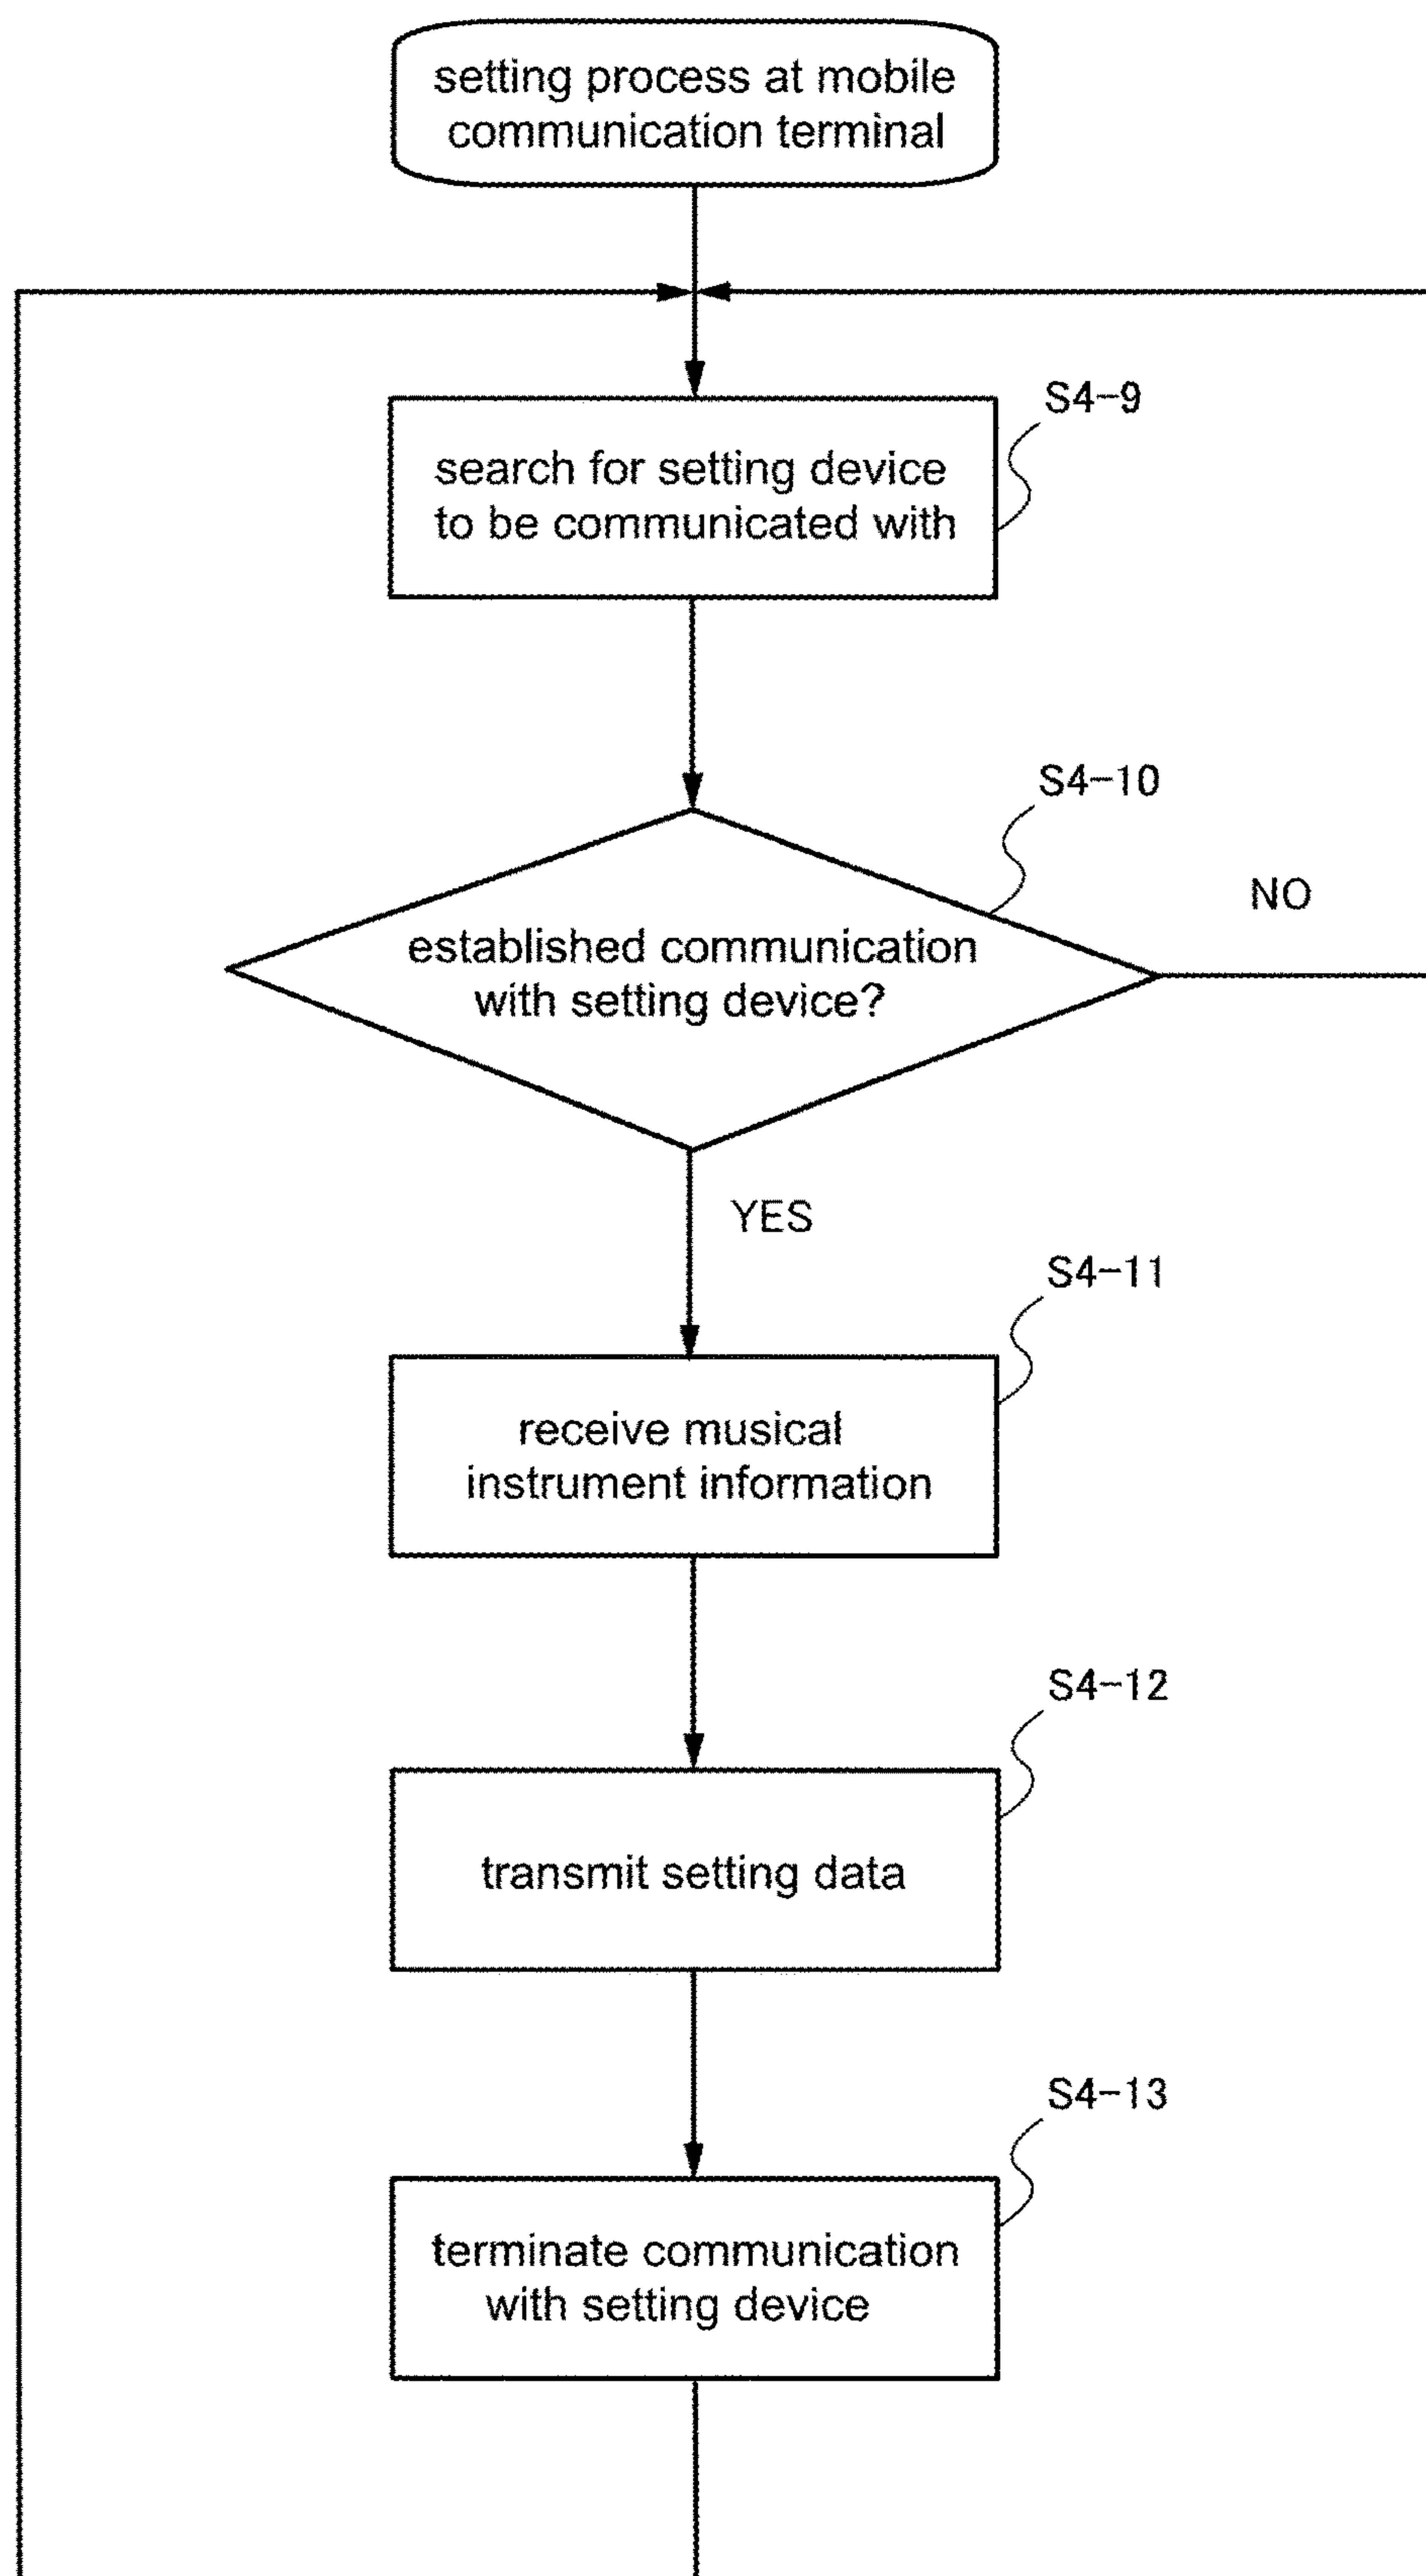 setting process at mobile
communication terminal
S4-9
search for setting device
to be communicated with
S4-10
NO
established communication
with setting device?
YES
S4-11
receive musical
instrument information
S4-12
transmit setting data
S4-13
terminate communication
with setting device